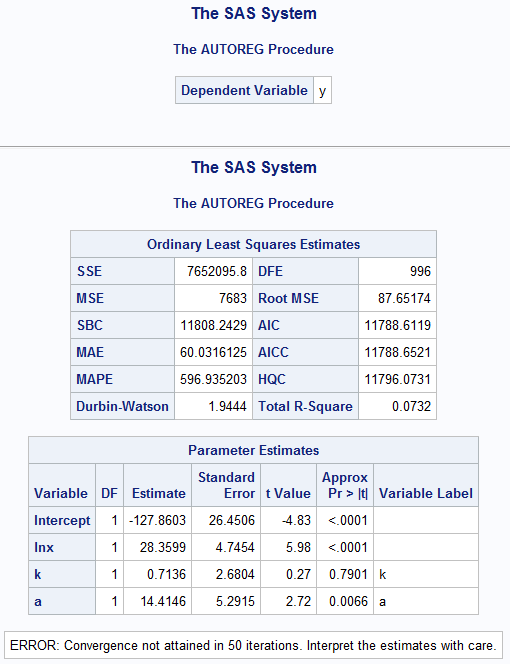 The SAS System
The AUTOREG Procedure
Dependent Variable y
The SAS System
The AUTOREG Procedure
Ordinary Least Squares Estimates
SSE 7652095.8 DFE 996
MSE 7683 Root MSE 87.65174
SBC 11808.2429 AIC 11788.6119
MAE 60.0316125 AICC 11788.6521
MAPE 596.935203 HQC 11796.0731
Durbin-Watson 1.9444 Total R-Square 0.0732
Parameter Estimates
Variable DF Estimate Standard Error t Value Approx Pr > |t| Variable Label
Intercept 1 -127.8603 26.4506 -4.83 <.0001
lnx 1 28.3599 4.7454 5.98 <.0001
k 1 0.7136 2.6804 0.27 0.7901 k
a 1 14.4146 5.2915 2.72 0.0066 a
ERROR: Convergence not attained in 50 iterations. Interpret the estimates with care.